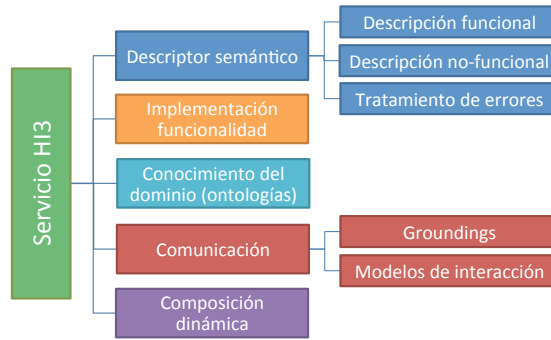 Servicio HI3
Descriptor semántico
Descripción funcional
Descripción no-funcional
Tratamiento de errores
Implementación
funcionalidad
Conocimiento del
dominio (ontologías)
Comunicación
Groundings
Modelos de interacción
Composición
dinámica